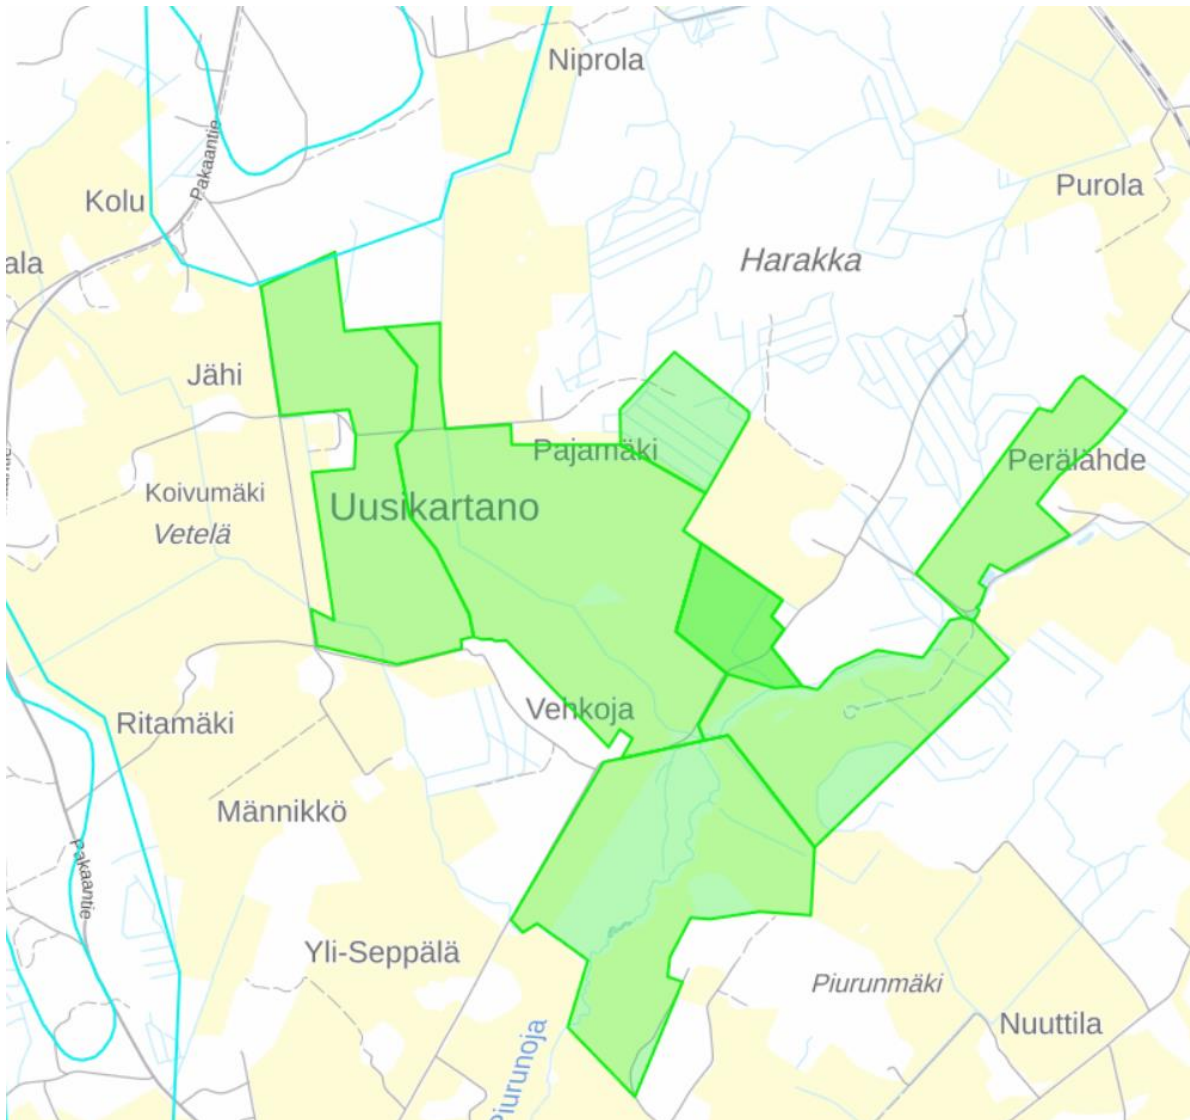 Niprola
Pakaantie
Purola
Kolu
Harakka
ala
Jähi
Pajamäki
Perälähde
Koivumäki
Uusikartano
Vetelä
Vehkoja
Ritamäki
Männikkö
Pakaantie
Yli-Seppälä
Piurunmäki
Nuuttila
Piurunoja